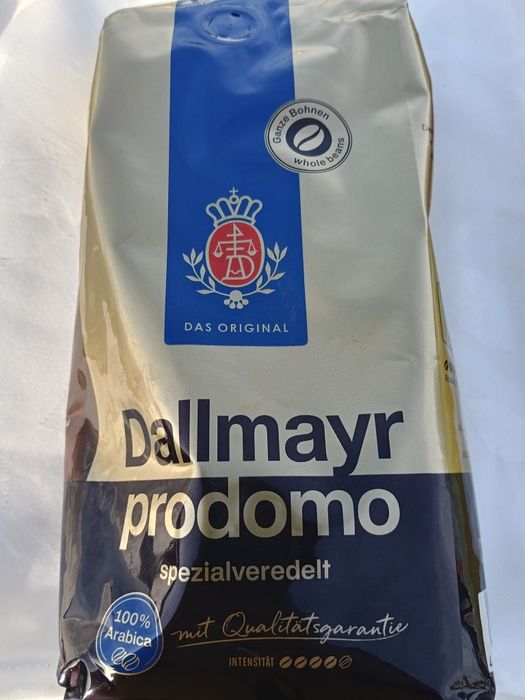 Ganze Bohnen
whole beans
DAS ORIGINAL
Dallmayr
prodomo
spezialveredelt
100%
Arabica
mit Qualitätsgarantie
INTENSITÄT